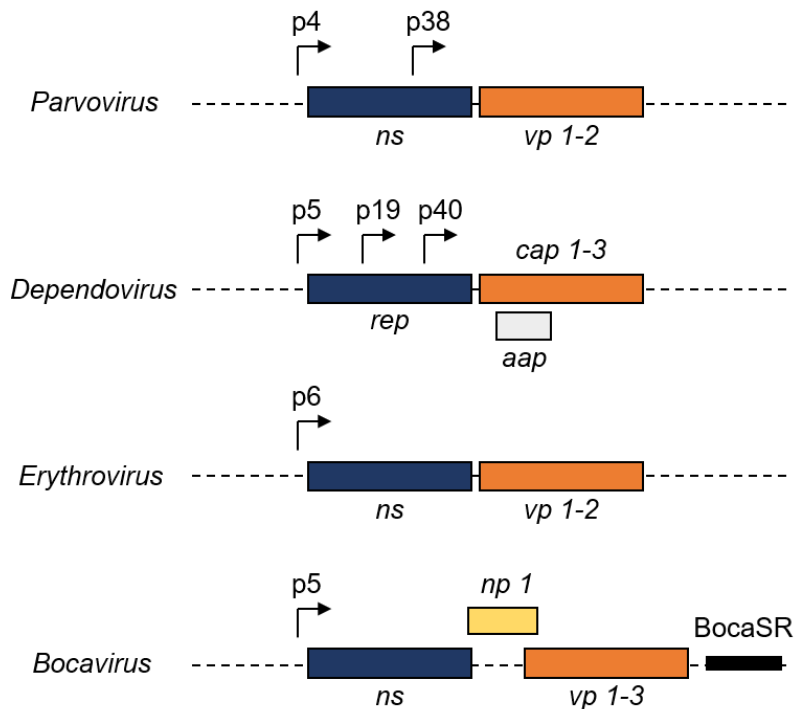 p4 p38
Parvovirus
ns vp 1-2
p5 p19 p40
cap 1-3
Dependovirus
rep
aap
p6
Erythrovirus
ns vp 1-2
p5 np 1
BocaSR
Bocavirus
ns vp 1-3